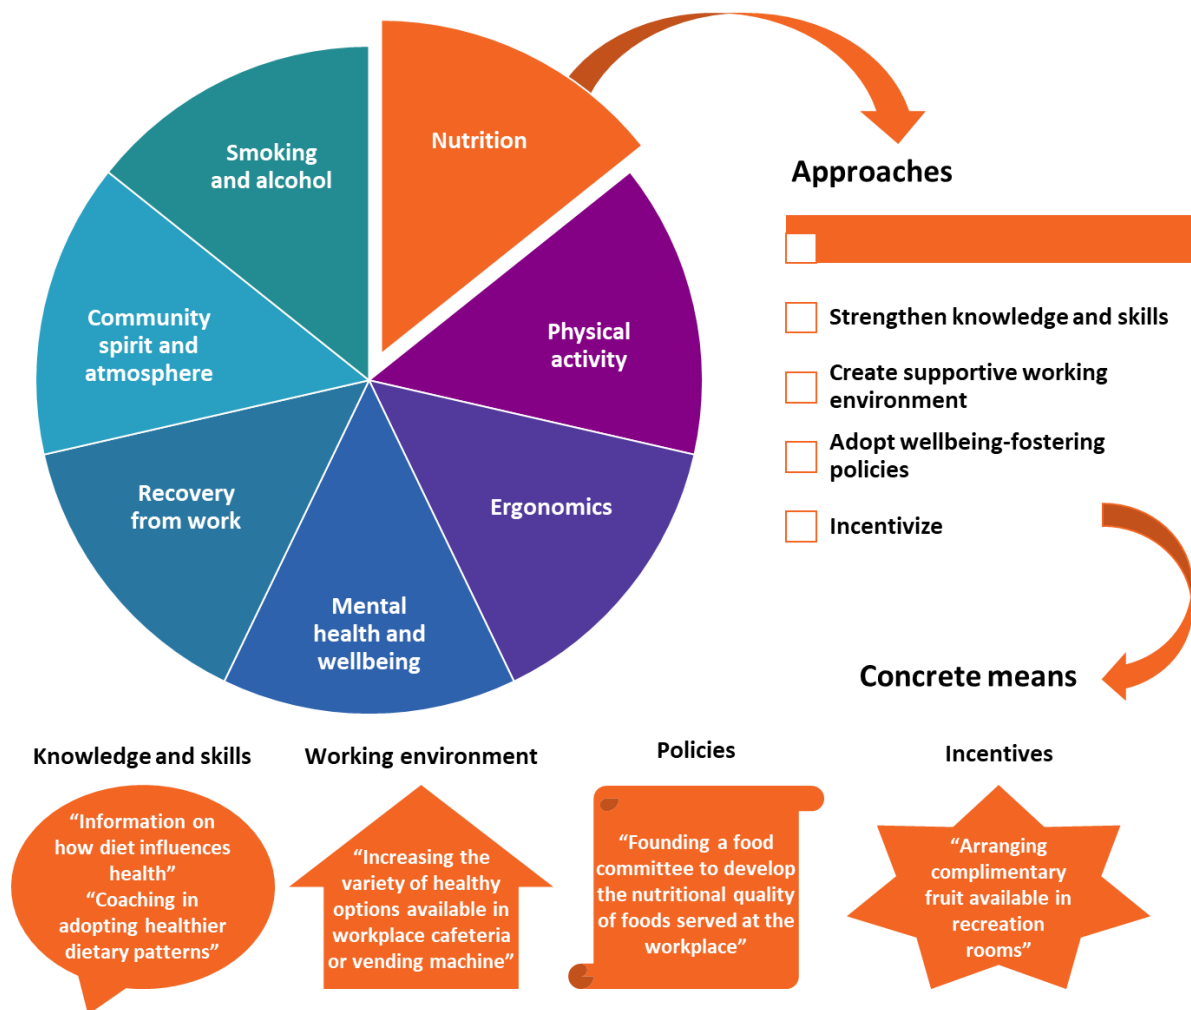 Nutrition
Smoking
and alcohol
Community
spirit and
atmosphere
Physical
activity
Recovery
from work
Ergonomics
Mental
health and
wellbeing
Approaches
Strengthen knowledge and skills
Create supportive working
environment
Adopt wellbeing-fostering
policies
Incentivize
Concrete means
Knowledge and skills
“Information on
how diet influences
health”
“Coaching in
adopting healthier
dietary patterns”
Working environment
“Increasing the
variety of healthy
options available in
workplace cafeteria
or vending machine”
Policies
“Founding a food
committee to develop
the nutritional quality
of foods served at the
workplace”
Incentives
“Arranging
complimentary
fruit available in
recreation
rooms”